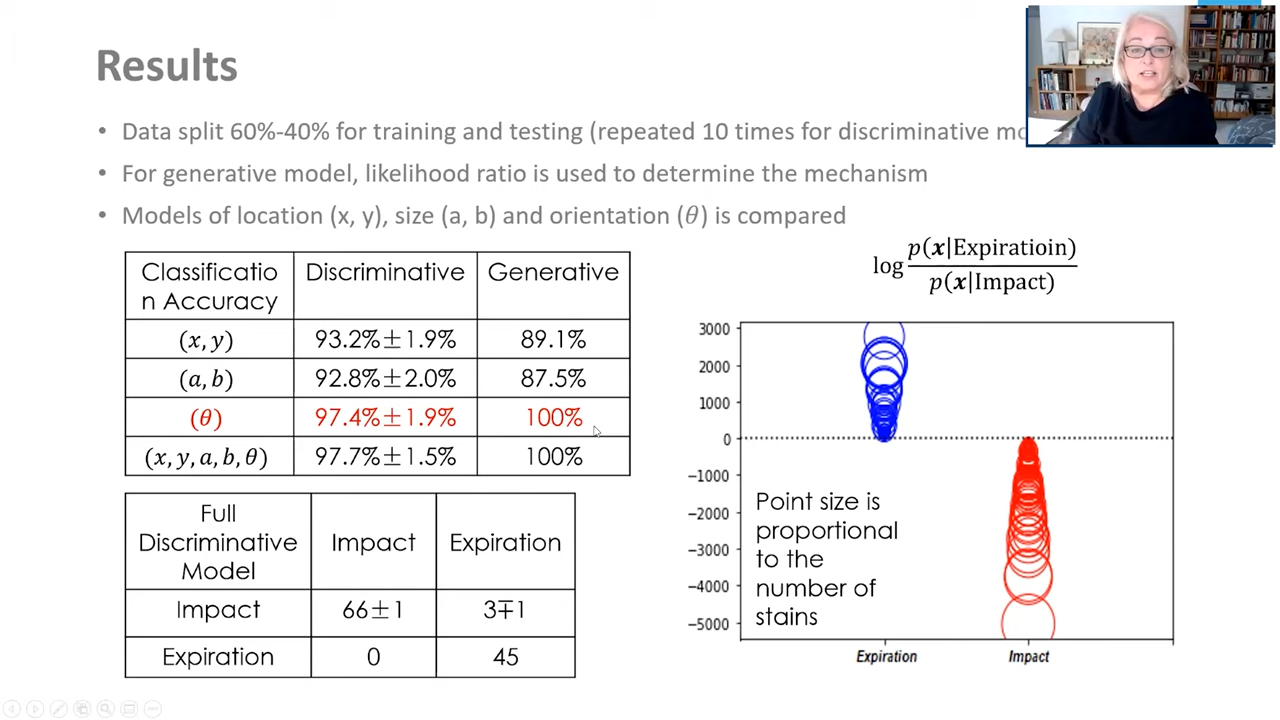 Results
• Data split 60%-40% for training and testing (repeated 10 times for discriminative mo
• For generative model, likelihood ratio is used to determine the mechanism
• Models of location (x, y), size (a, b) and orientation (θ) is compared
Classificatio
n Accuracy
Discriminative
Generative
(x, y)
93.2%±1.9%
89.1%
(a, b)
92.8%±2.0%
87.5%
(θ)
97.4%±1.9%
100%
(x, y, a, b, θ)
97.7%±1.5%
100%
Full
Discriminative
Model
Impact
Expiration
Impact
66±1
3∓1
Expiration
0
45
log p(x|Expiratioin)
p(x|Impact)
3000
2000
1000
0
−1000
−2000
−3000
−4000
−5000
Point size is
proportional
to the
number of
stains
Expiration
Impact